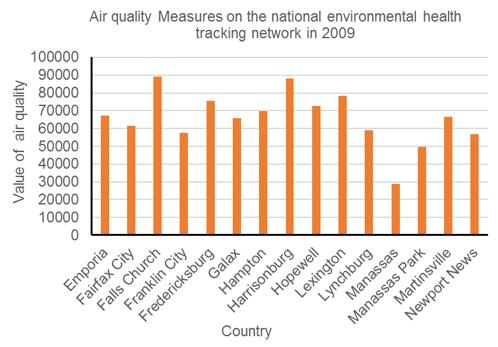 Air quality Measures on the national environmental health
tracking network in 2009
Value of air quality
100000
90000
80000
70000
60000
50000
40000
30000
20000
10000
0
Emporia
Fairfax City
Falls Church
Franklin City
Fredericksburg
Galax
Hampton
Harrisonburg
Hopewell
Lexington
Lynchburg
Manassas
Manassas Park
Martinsville
Newport News
Country